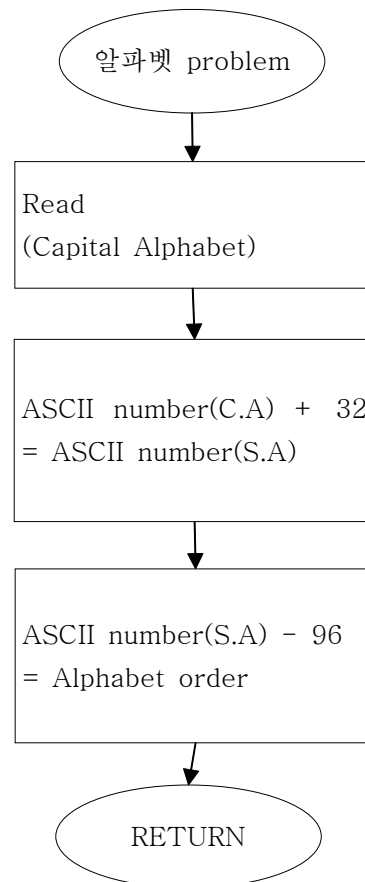 알파벳 problem
Read
(Capital Alphabet)
ASCII number(C.A) + 32
= ASCII number(S.A)
ASCII number(S.A) - 96
= Alphabet order
RETURN